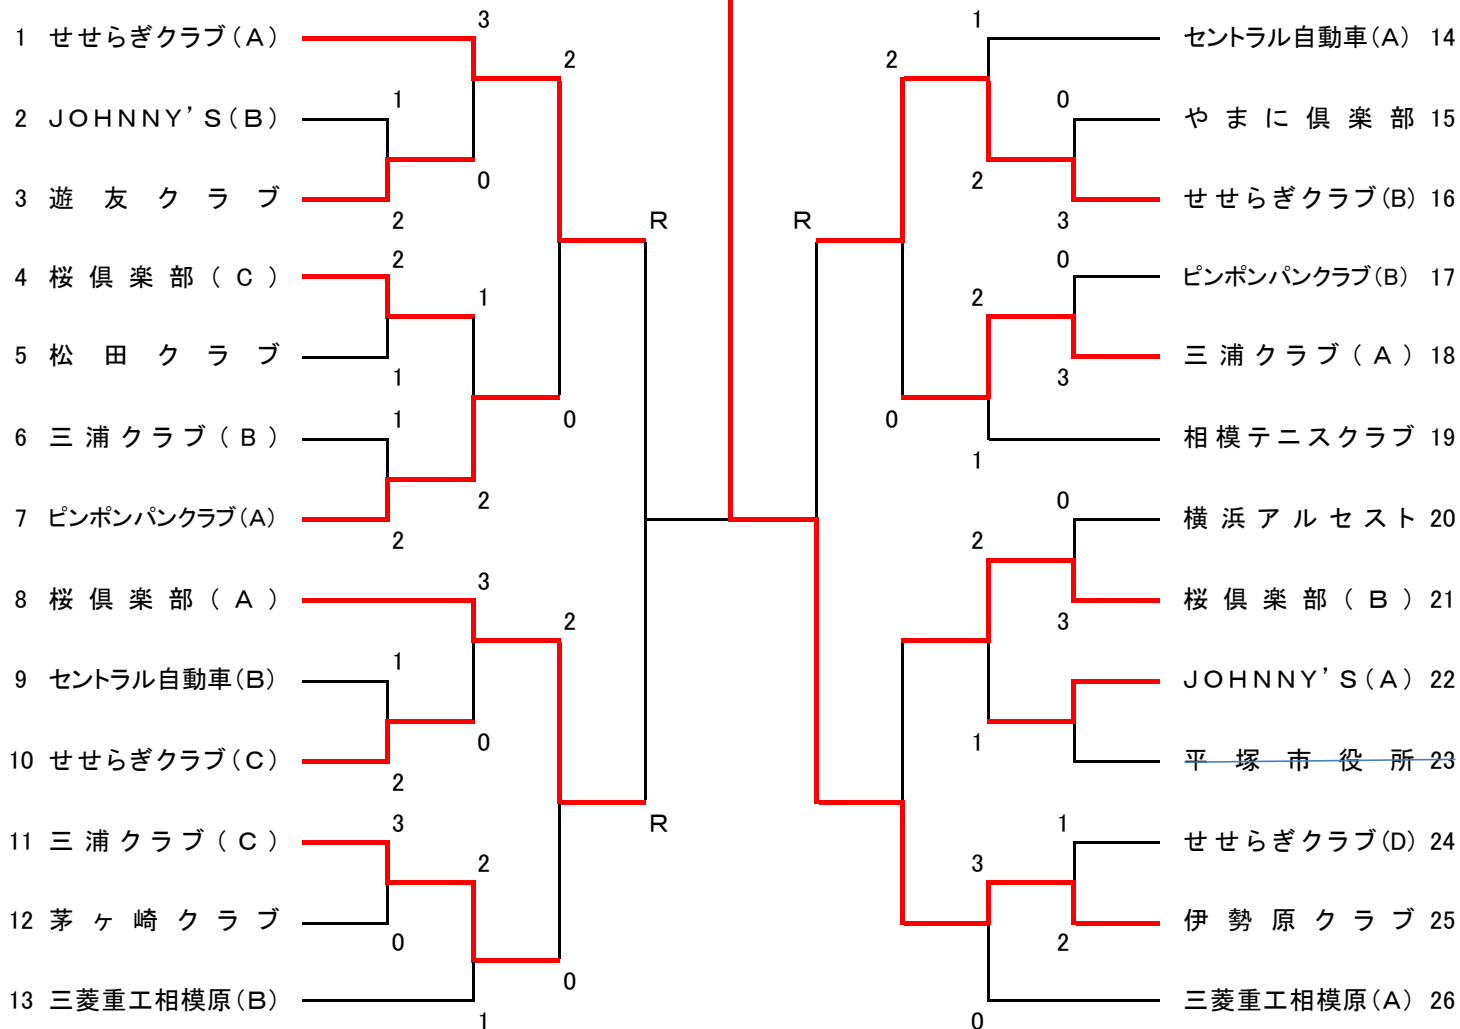 1 せせらぎクラブ(A)
2 JOHNNY'S(B)
3 遊友クラブ
4 桜倶楽部(C)
5 松田クラブ
6 三浦クラブ(B)
7 ピンポンパンクラブ(A)
8 桜倶楽部(A)
9 セントラル自動車(B)
10 せせらぎクラブ(C)
11 三浦クラブ(C)
12 茅ヶ崎クラブ
13 三菱重工相模原(B)
3
1
0
2
2
1
1
1
2
2
3
1
0
2
3
0
2
1
2
0
2
0
R
R
R
2
0
1
2
2
1
2
1
3
0
0
3
0
3
0
3
1
2
セントラル自動車(A) 14
やまに倶楽部 15
せせらぎクラブ(B) 16
ピンポンパンクラブ(B) 17
三浦クラブ(A) 18
相模テニスクラブ 19
横浜アルセスト 20
桜倶楽部(B) 21
JOHNNY'S(A) 22
平塚市役所 23
せせらぎクラブ(D) 24
伊勢原クラブ 25
三菱重工相模原(A) 26